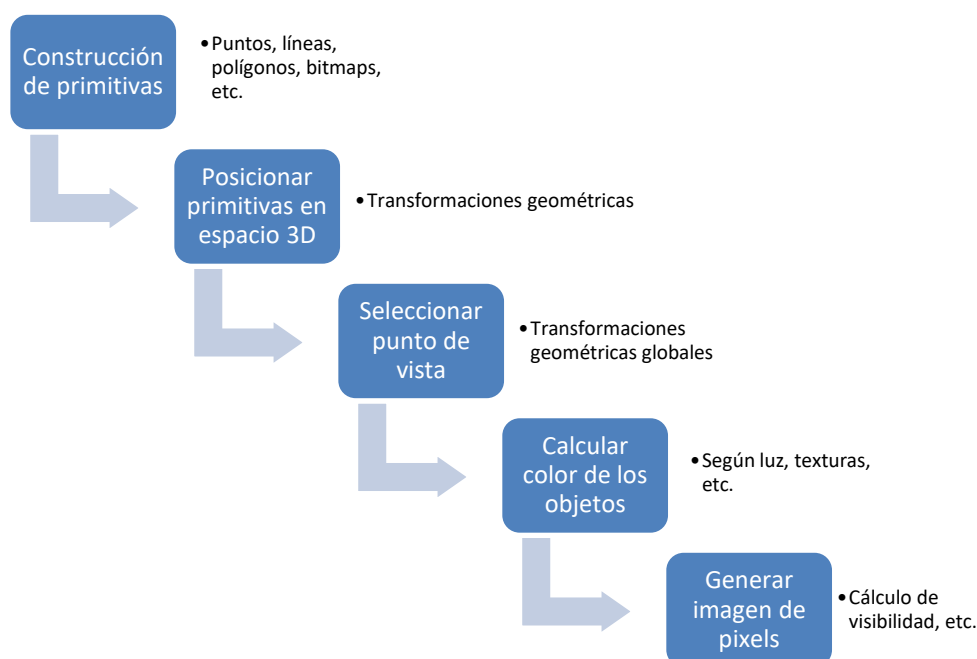 Construcción
de primitivas
•Puntos, líneas,
polígonos, bitmaps,
etc.
Posicionar
primitivas en
espacio 3D
•Transformaciones geométricas
Seleccionar
punto de
vista
•Transformaciones
geométricas globales
Calcular
color de los
objetos
•Según luz, texturas,
etc.
Generar
imagen de
pixels
•Cálculo de
visibilidad, etc.